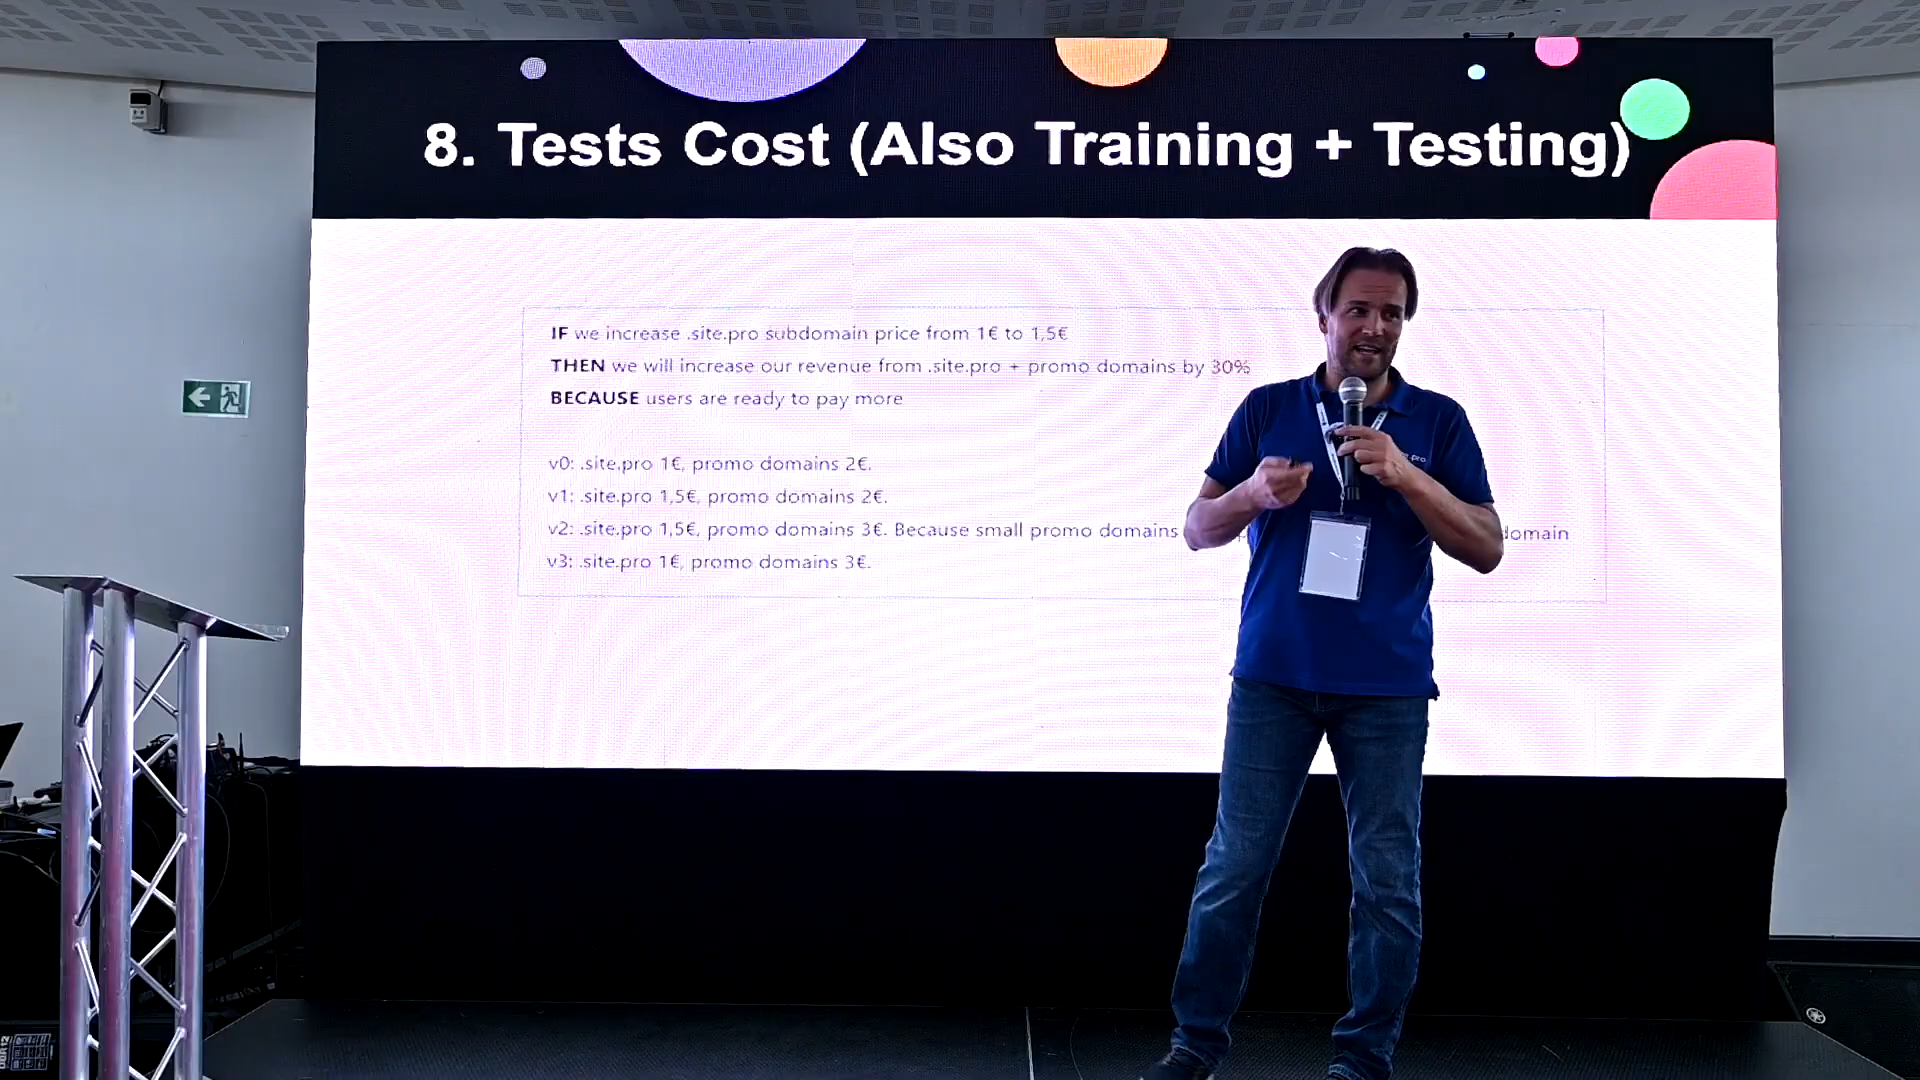 8. Tests Cost (Also Training + Testing)
IF we increase .site.pro subdomain price from 1€ to 1,5€
THEN we will increase our revenue from .site.pro + promo domains by 30%
BECAUSE users are ready to pay more
v0: .site.pro 1€, promo domains 2€.
v1: .site.pro 1,5€, promo domains 2€.
v2: .site.pro 1,5€, promo domains 3€. Because small promo domains
domain
v3: .site.pro 1€, promo domains 3€.